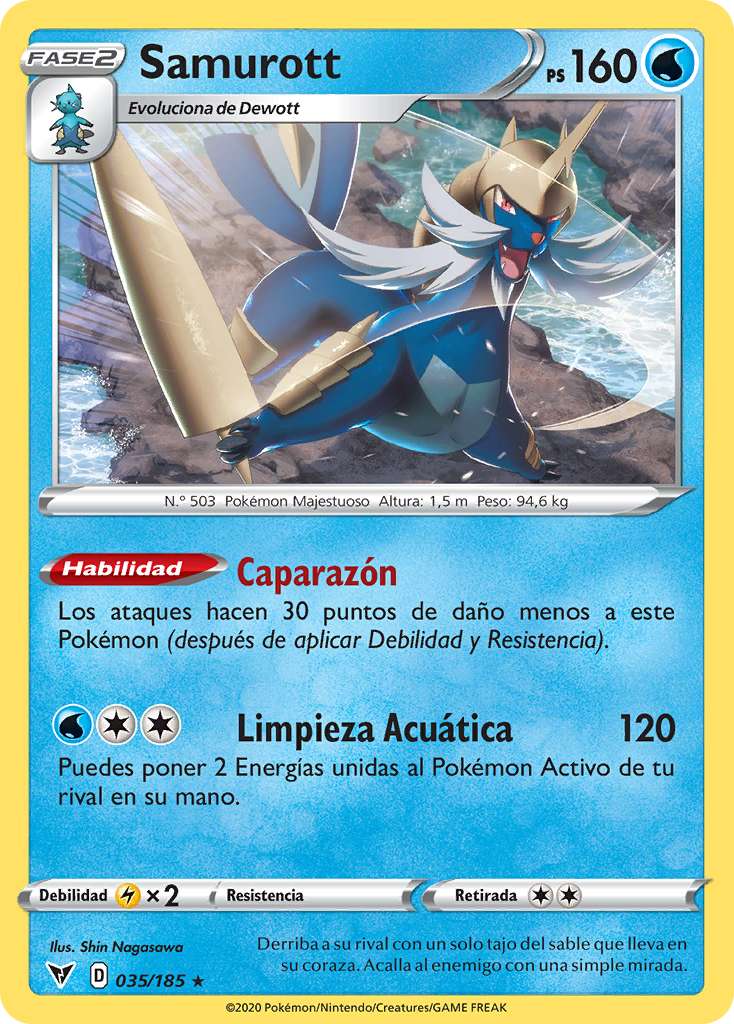 FASE2
Samurott
PS 160
Evoluciona de Dewott
N.º 503 Pokémon Majestuoso Altura: 1,5 m Peso: 94,6 kg
Habilidad Caparazón
Los ataques hacen 30 puntos de daño menos a este
Pokémon (después de aplicar Debilidad y Resistencia).
Limpieza Acuática 120
Puedes poner 2 Energías unidas al Pokémon Activo de tu
rival en su mano.
Debilidad ×2 Resistencia Retirada
Ilus. Shin Nagasawa
Derriba a su rival con un solo tajo del sable que lleva en
su coraza. Acalla al enemigo con una simple mirada.
D 035/185 ★
©2020 Pokémon/Nintendo/Creatures/GAME FREAK